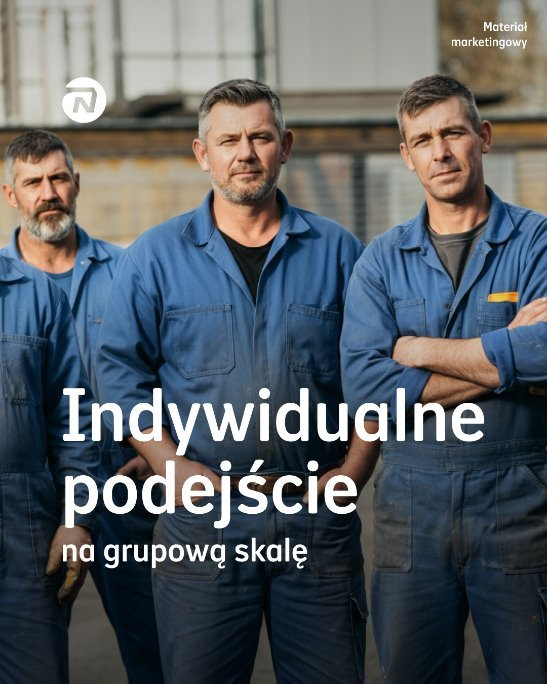 Materiał
marketingowy
Indywidualne
podejście
na grupową skalę